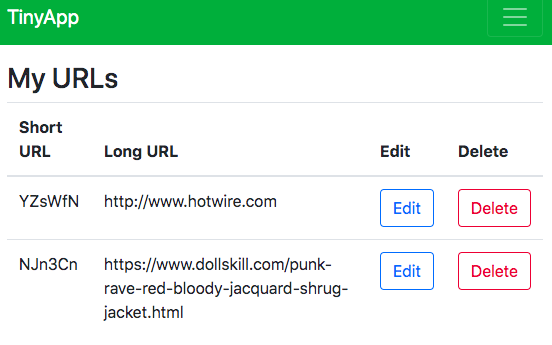 TinyApp
My URLs
Short
URL Long URL Edit Delete
YZsWfN http://www.hotwire.com Edit Delete
NJn3Cn https://www.dollskill.com/punk- Edit Delete
rave-red-bloody-jacquard-shrug-
jacket.html